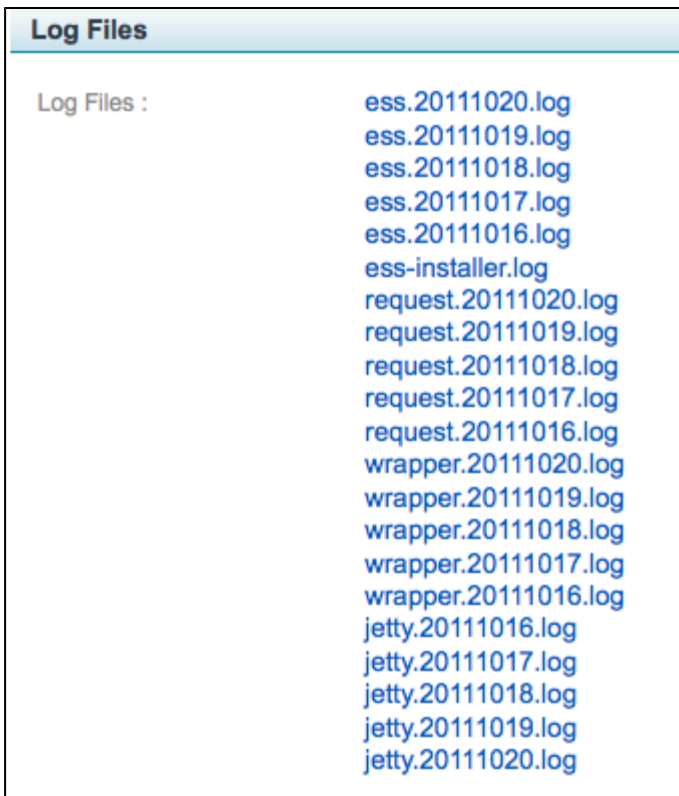 Log Files
Log Files : ess.20111020.log
ess.20111019.log
ess.20111018.log
ess.20111017.log
ess.20111016.log
ess-installer.log
request.20111020.log
request.20111019.log
request.20111018.log
request.20111017.log
request.20111016.log
wrapper.20111020.log
wrapper.20111019.log
wrapper.20111018.log
wrapper.20111017.log
wrapper.20111016.log
jetty.20111016.log
jetty.20111017.log
jetty.20111018.log
jetty.20111019.log
jetty.20111020.log